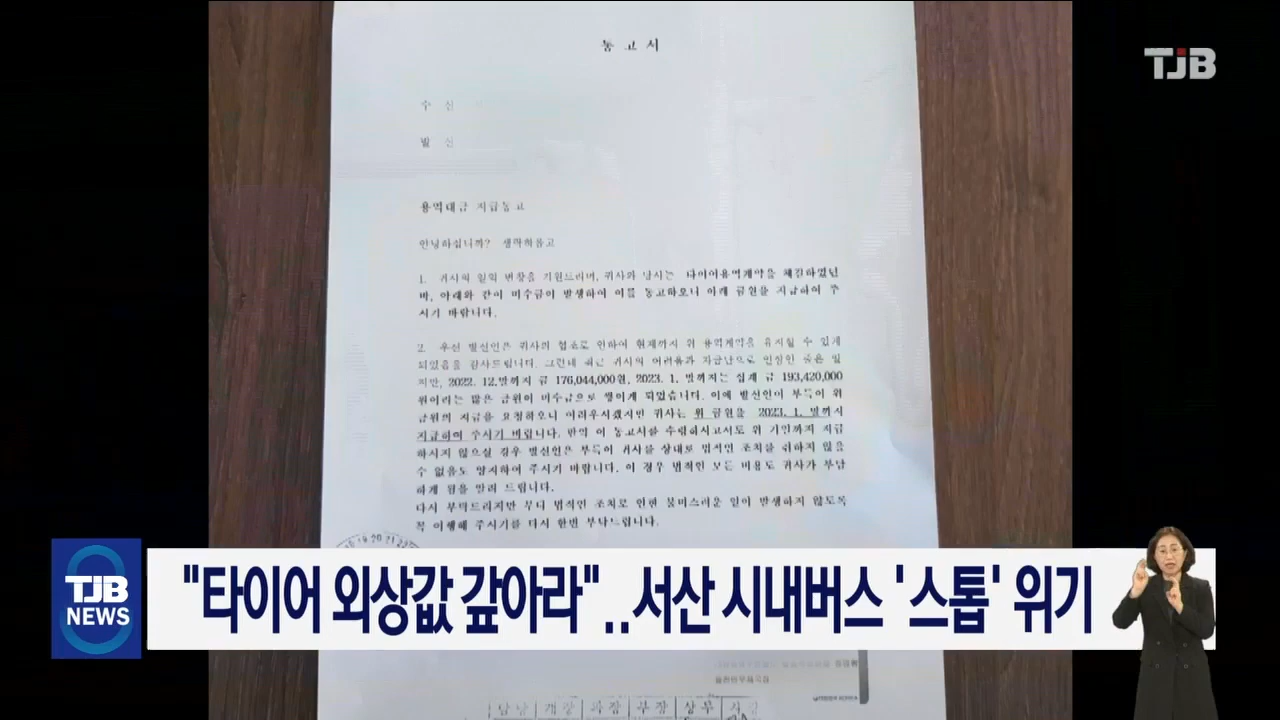 통 고 서
TJB
수 신
발 신
용역대금 지급통고
안녕하십니까? 생략하옵고
1. 귀사의 일익 번창을 기원드리며, 귀사와 당사는 타이어용역계약을 체결하였던
바, 아래와 같이 미수금이 발생하여 이를 통고하오니 아래 금원을 지급하여 주
시기 바랍니다.
2. 우선 발신인은 귀사의 협조로 인하여 현재까지 위 용역계약을 유지할 수 있게
되었음을 감사드립니다. 그런데 최근 귀사의 어려움과 자금난으로 인상인 줄은 알
지만, 2022. 12.말까지 금 176,044,000원, 2023. 1. 말까지는 합계 금 193,420,000
원이라는 많은 금원이 미수금으로 쌓이게 되었습니다. 이에 발신인이 부득이 위
금원의 지급을 요청하오니 어려우시겠지만 귀사는 위 금원을 2023. 1. 말까지
지급하여 주시기 바랍니다. 만약 이 통고서를 수령하시고서도 위 기일까지 지급
하시지 않으실 경우 발신인은 부득이 귀사를 상대로 법적인 조치를 취하지 않을
수 없음도 양지하여 주시기 바랍니다. 이 경우 법적인 모든 비용도 귀사가 부담
하게 됨을 알려 드립니다.
다시 부탁드리지만 부디 법적인 조치로 인한 불미스러운 일이 발생하지 않도록
꼭 이행해 주시기를 다시 한번 부탁드립니다.
TJB
NEWS
"타이어 외상값 갚아라"..서산 시내버스 '스톱' 위기
담당 계장 과장 부장 상무 사장